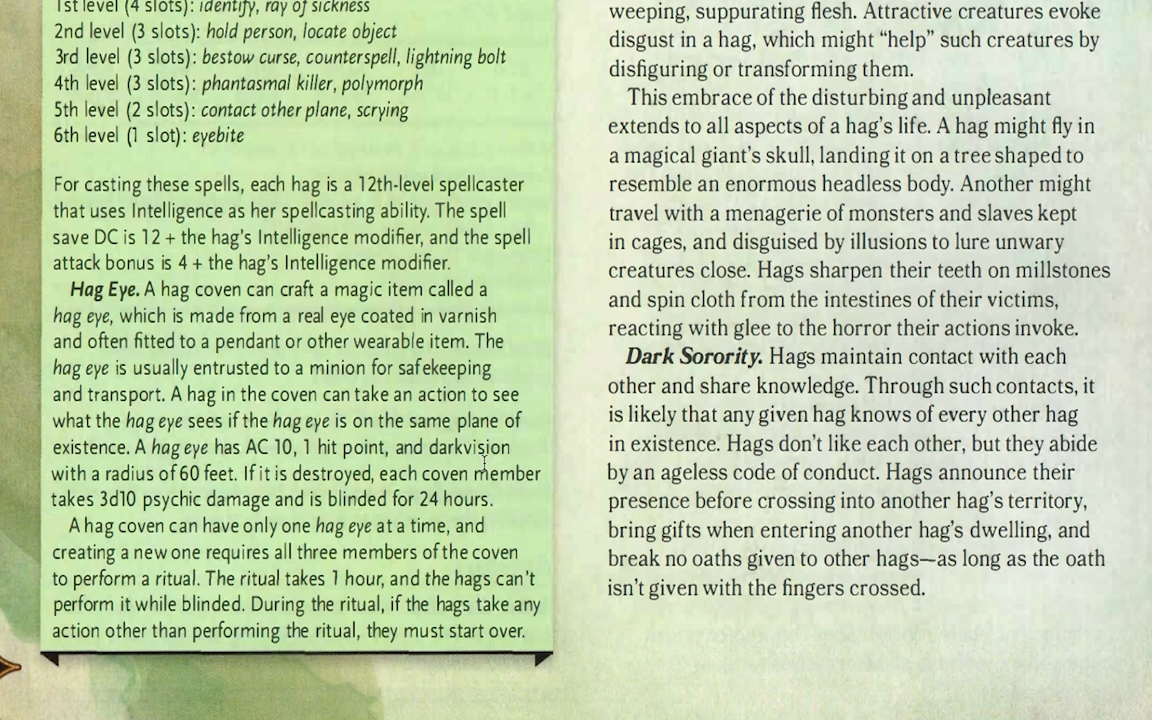 1st level (4 slots): identify, ray of sickness
2nd level (3 slots): hold person, locate object
3rd level (3 slots): bestow curse, counterspell, lightning bolt
4th level (3 slots): phantasmal killer, polymorph
5th level (2 slots): contact other plane, scrying
6th level (1 slot): eyebite
For casting these spells, each hag is a 12th-level spellcaster
that uses Intelligence as her spellcasting ability. The spell
save DC is 12 + the hag's Intelligence modifier, and the spell
attack bonus is 4 + the hag's Intelligence modifier.
Hag Eye. A hag coven can craft a magic item called a
hag eye, which is made from a real eye coated in varnish
and often fitted to a pendant or other wearable item. The
hag eye is usually entrusted to a minion for safekeeping
and transport. A hag in the coven can take an action to see
what the hag eye sees if the hag eye is on the same plane of
existence. A hag eye has AC 10, 1 hit point, and darkvision
with a radius of 60 feet. If it is destroyed, each coven member
takes 3d10 psychic damage and is blinded for 24 hours.
A hag coven can have only one hag eye at a time, and
creating a new one requires all three members of the coven
to perform a ritual. The ritual takes 1 hour, and the hags can't
perform it while blinded. During the ritual, if the hags take any
action other than performing the ritual, they must start over.
weeping, suppurating flesh. Attractive creatures evoke
disgust in a hag, which might “help” such creatures by
disfiguring or transforming them.
This embrace of the disturbing and unpleasant
extends to all aspects of a hag's life. A hag might fly in
a magical giant's skull, landing it on a tree shaped to
resemble an enormous headless body. Another might
travel with a menagerie of monsters and slaves kept
in cages, and disguised by illusions to lure unwary
creatures close. Hags sharpen their teeth on millstones
and spin cloth from the intestines of their victims,
reacting with glee to the horror their actions invoke.
Dark Sorority. Hags maintain contact with each
other and share knowledge. Through such contacts, it
is likely that any given hag knows of every other hag
in existence. Hags don't like each other, but they abide
by an ageless code of conduct. Hags announce their
presence before crossing into another hag's territory,
bring gifts when entering another hag's dwelling, and
break no oaths given to other hags—as long as the oath
isn't given with the fingers crossed.